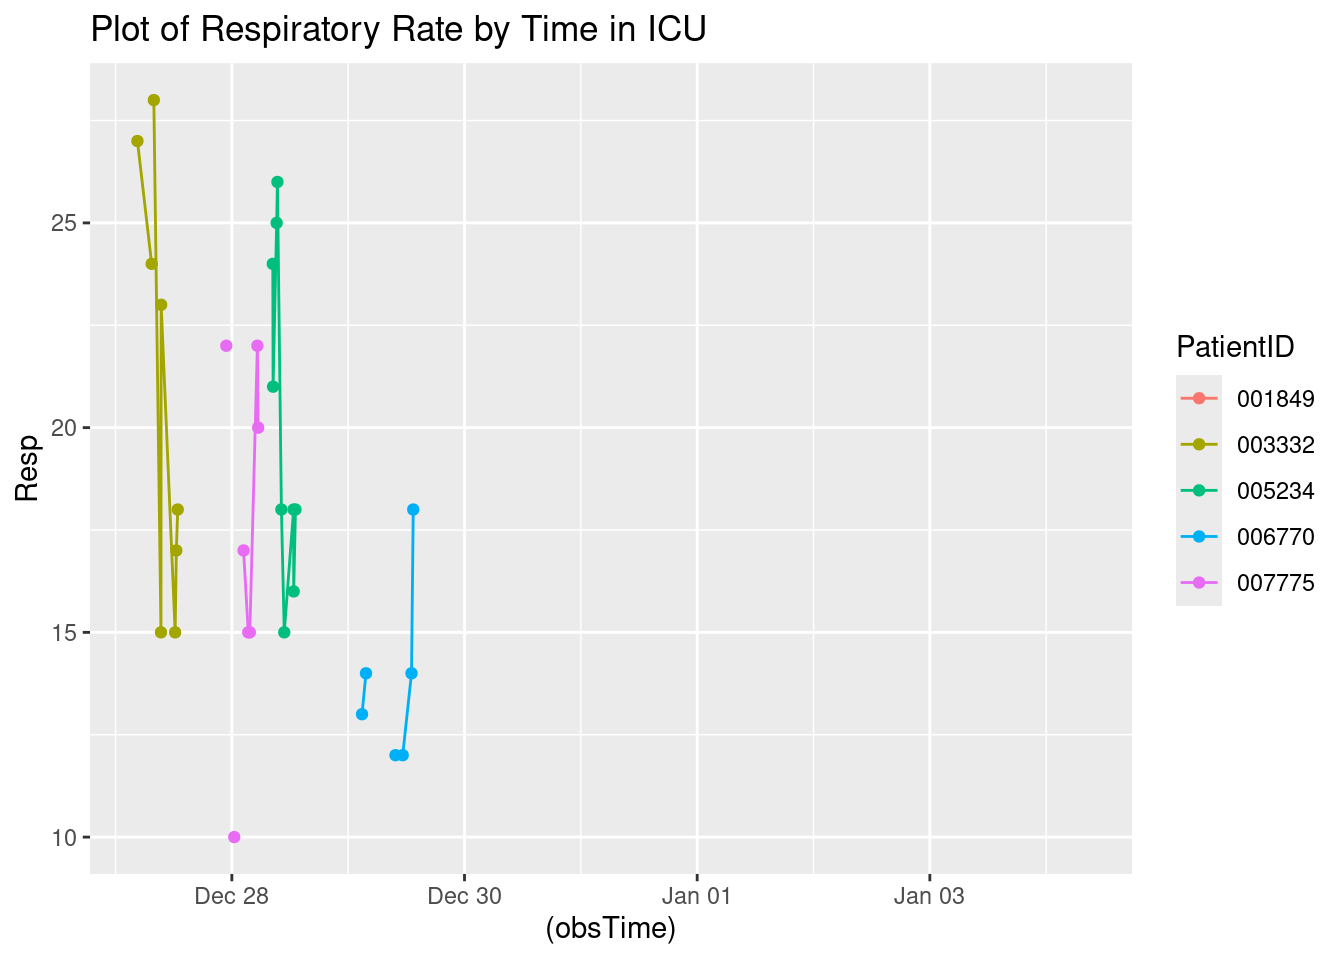 Plot of Respiratory Rate by Time in ICU
25
20
15
10
Resp
Dec 28
Dec 30
Jan 01
Jan 03
(obsTime)
PatientID
001849
003332
005234
006770
007775